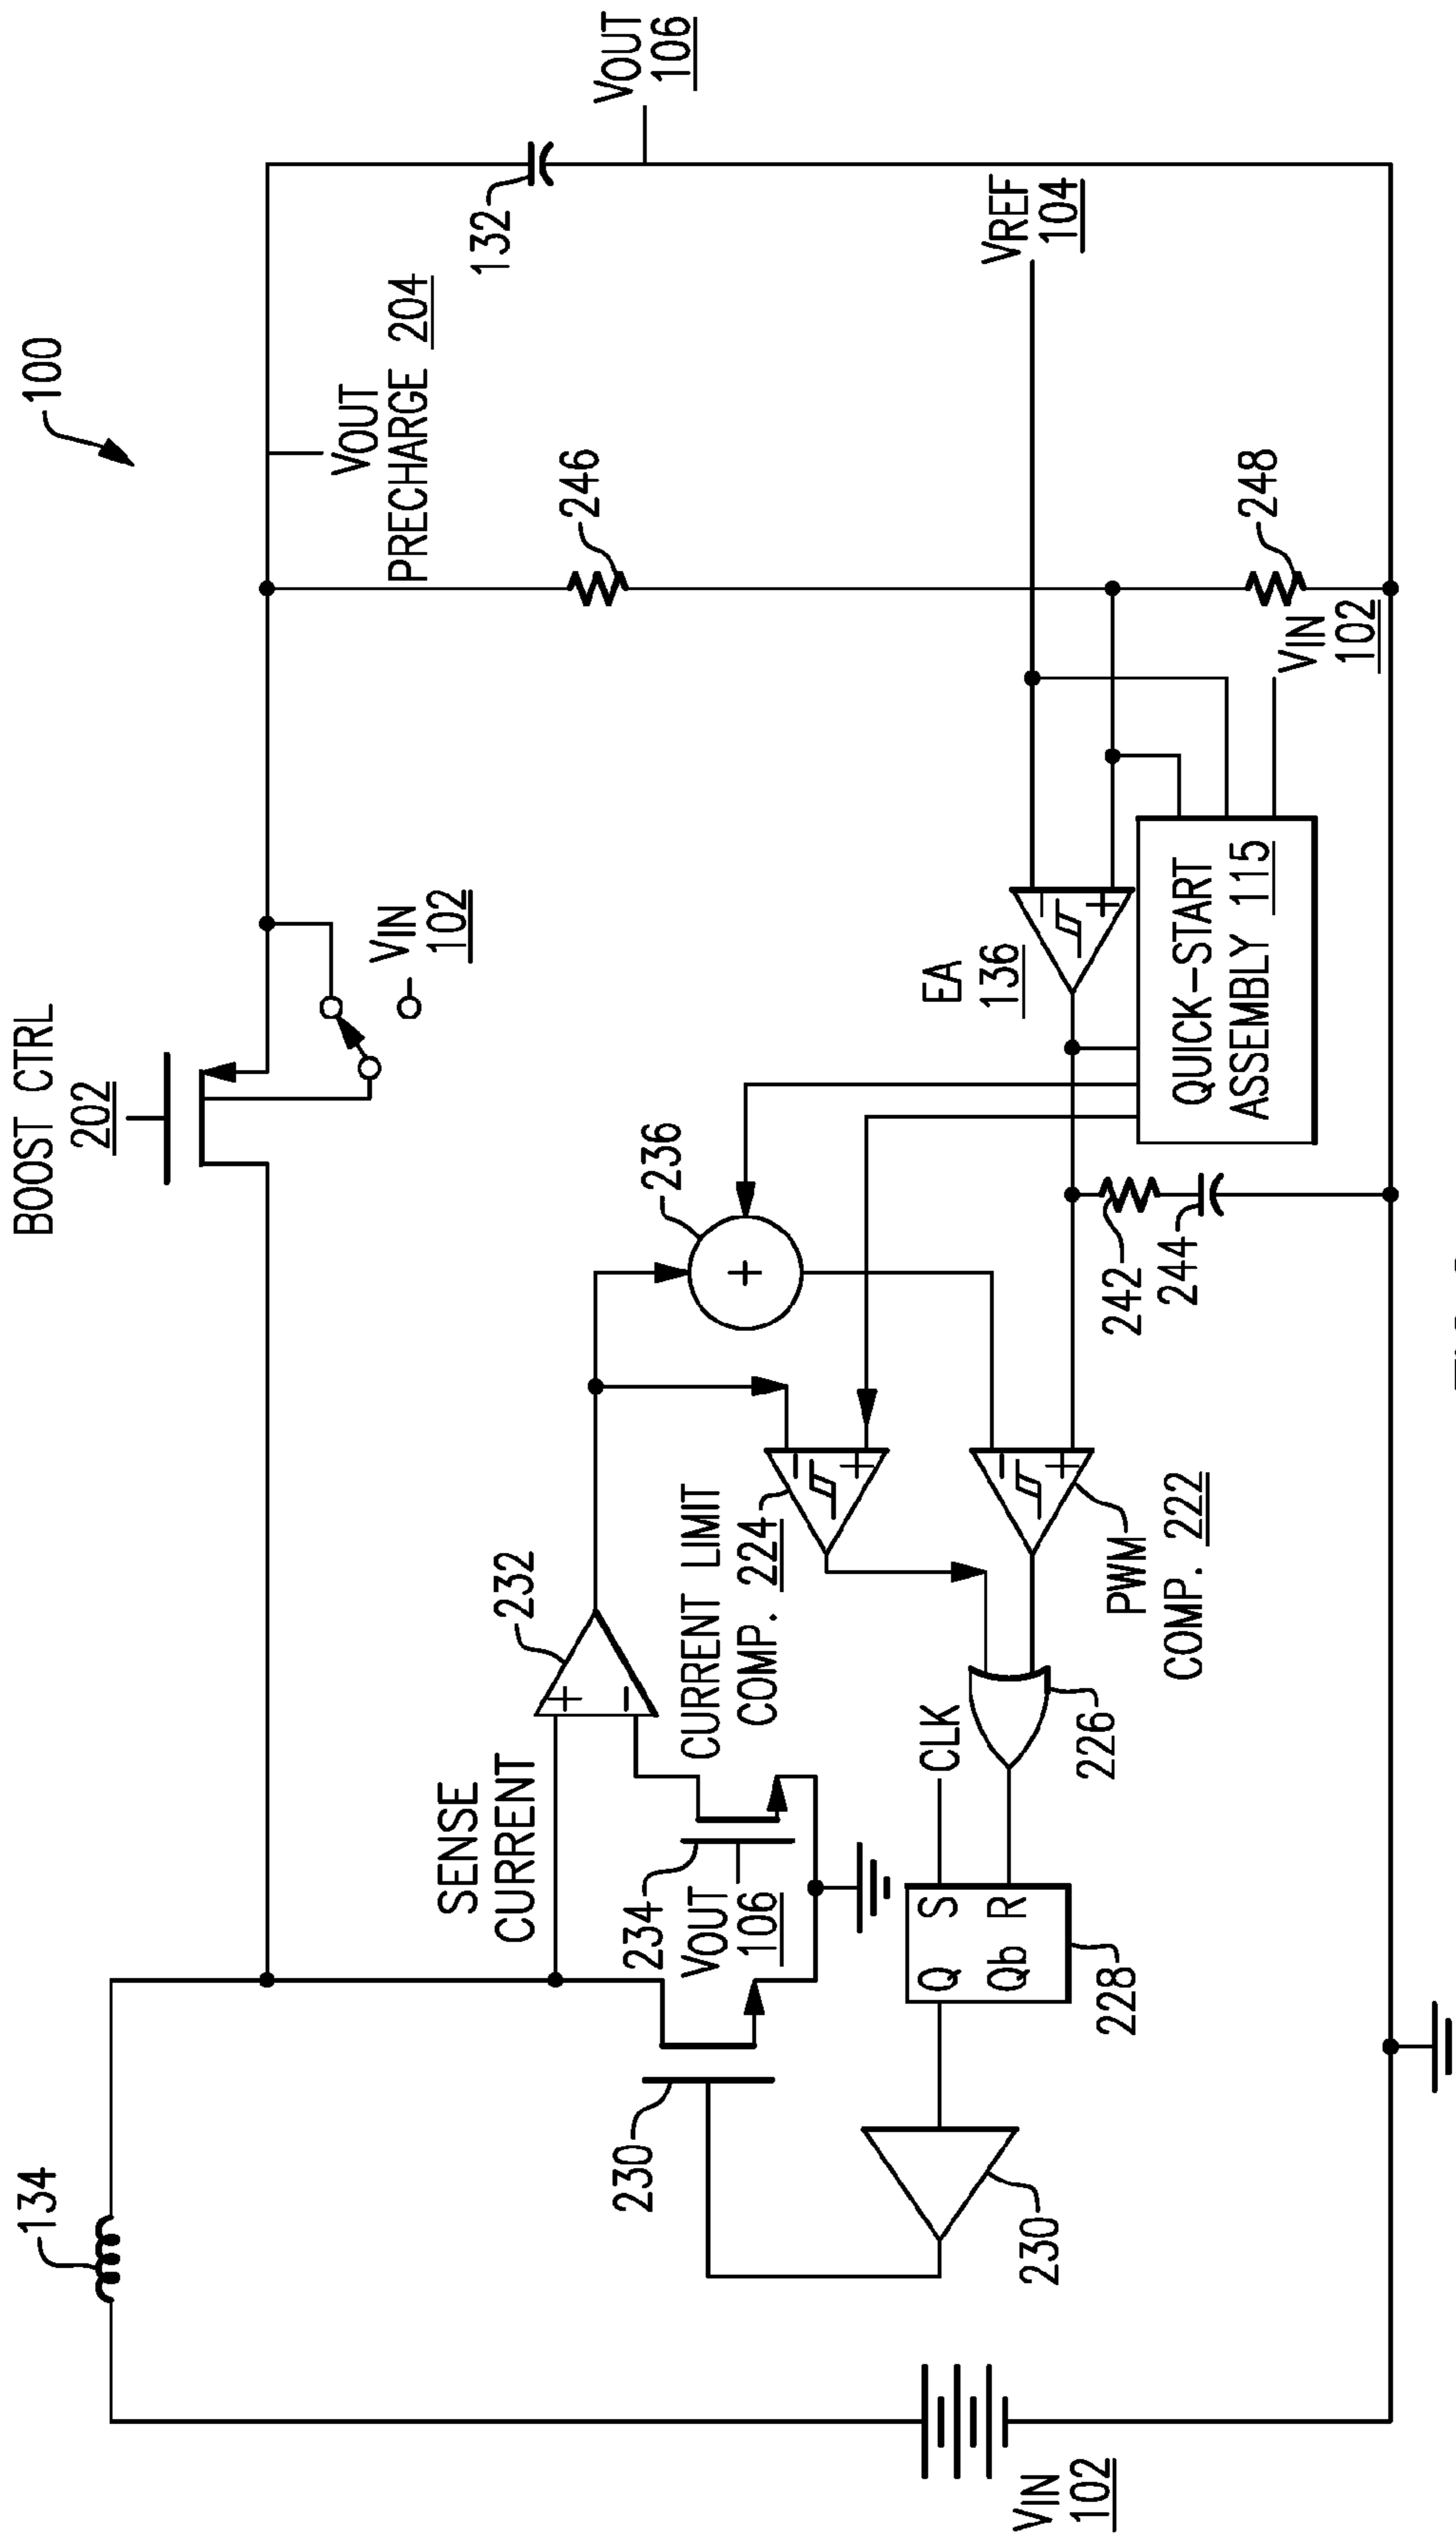 100
BOOST CTRL
202
134
VOUT
PRECHARGE 204
VIN
102
132
VOUT
106
SENSE
CURRENT
232
236
246
230
234
VOUT
106
+
−
CURRENT LIMIT
COMP. 224
+
−
+
EA
136
−
+
VREF
104
CLK
Q S
Qb R
228
226
PWM
COMP. 222
−
+
242
244
QUICK-START
ASSEMBLY 115
248
VIN
102
230
VIN
102